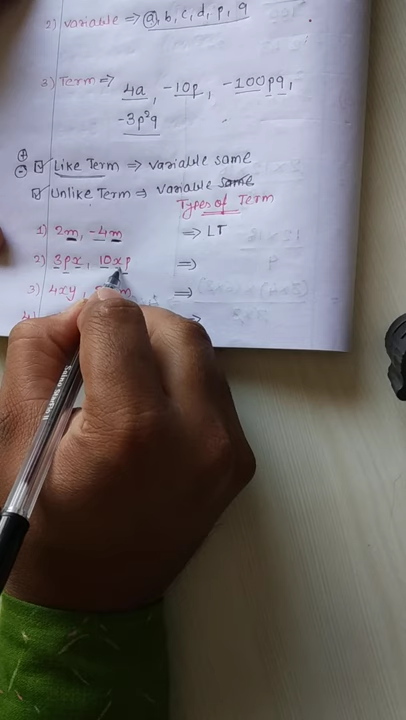 2) variable ⇒ a, b, c, d, p, q
3) Term ⇒ 4a, -10p, -100pq,
-3p²q
Like Term ⇒ variable same
Unlike Term ⇒ variable same
Types of Term
1) 2m, -4m ⇒ LT
2) 3px, 10xp ⇒
3) 4xy, ⇒